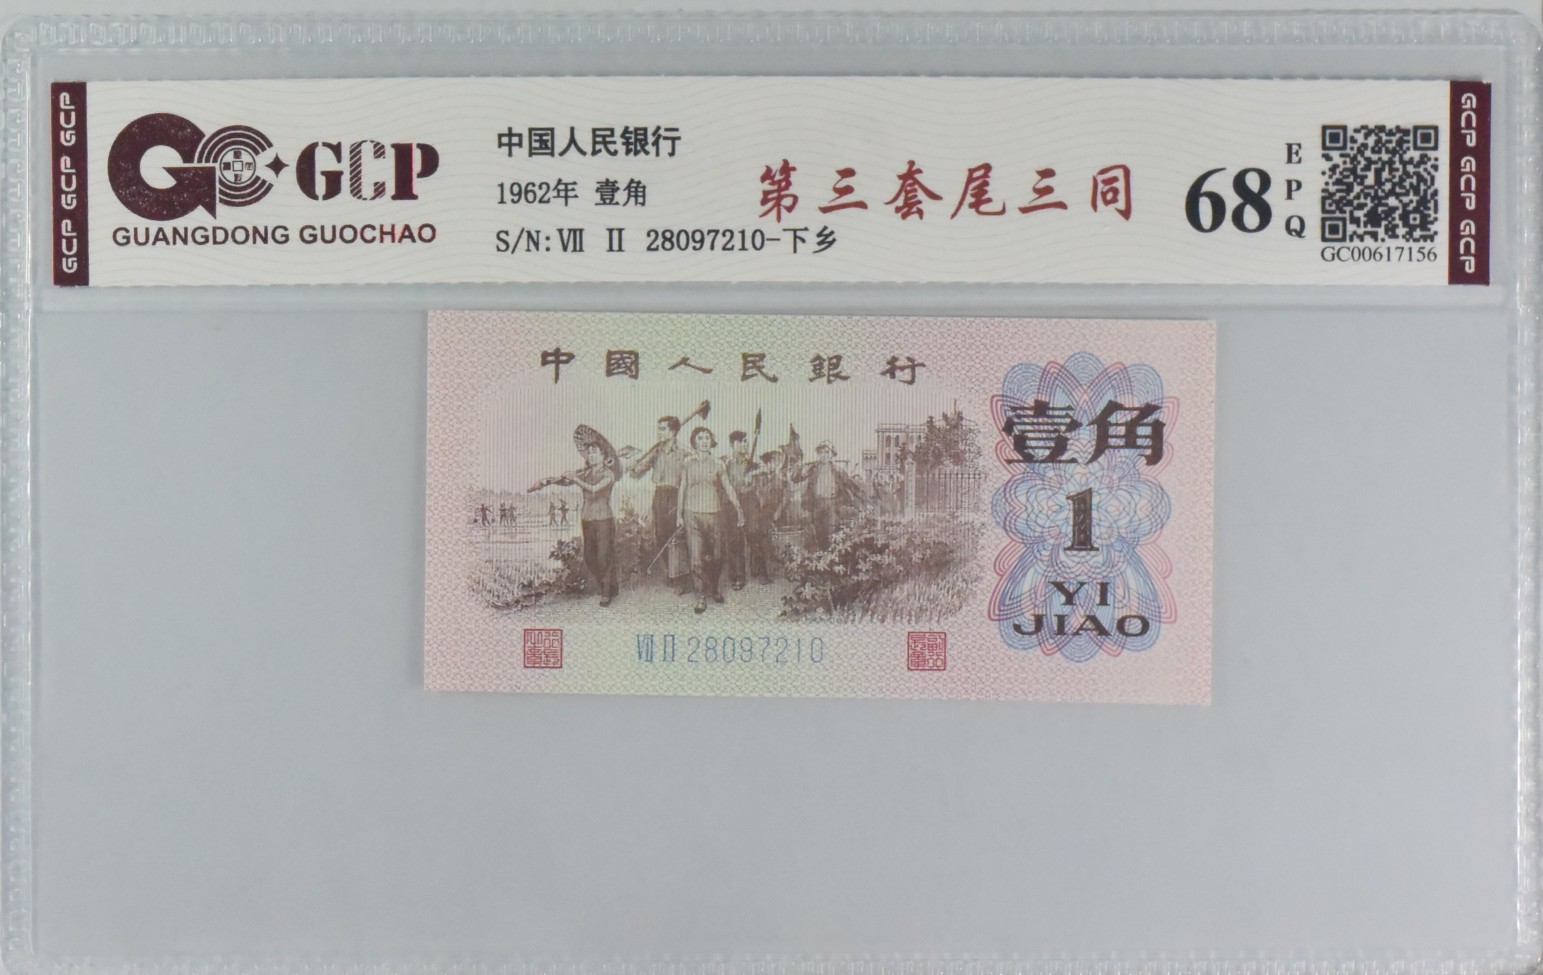 GCP GCP GCP
GCP
GUANGDONG GUOCHAO
中国人民银行
1962年 壹角
S/N:Ⅶ Ⅱ 28097210-下乡
第三套尾三同
68
EPQ
GC00617156
GCP GCP GCP
中國人民銀行
壹角
1
YI
JIAO
Ⅶ Ⅱ 28097210